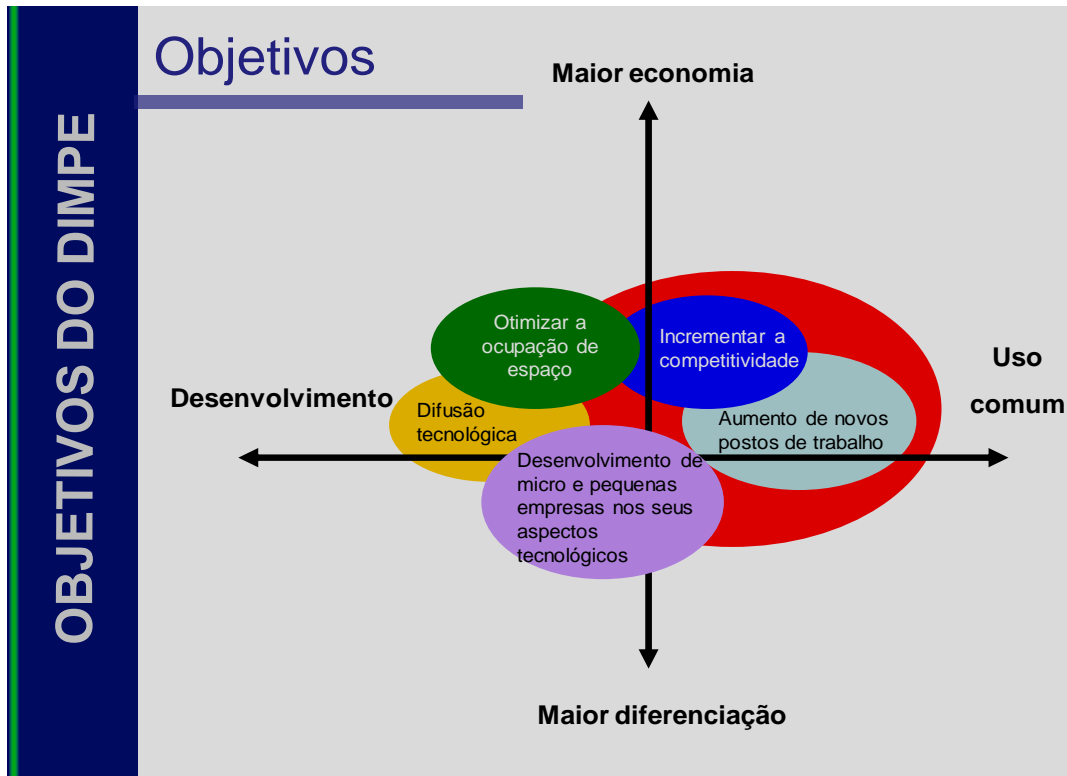 OBJETIVOS DO DIMPE
Objetivos
Maior economia
Otimizar a
ocupação de
espaço
Incrementar a
competitividade
Uso
comum
Desenvolvimento
Difusão
tecnológica
Aumento de novos
postos de trabalho
Desenvolvimento de
micro e pequenas
empresas nos seus
aspectos
tecnológicos
Maior diferenciação